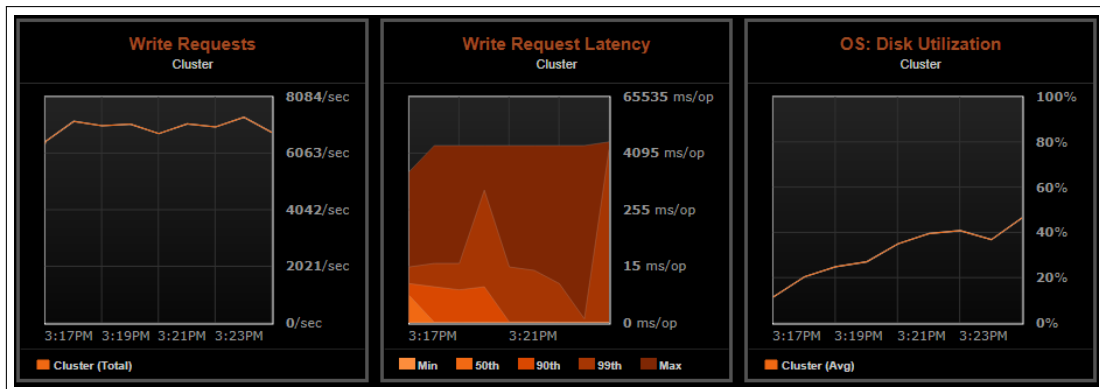 Write Requests
Cluster
8084/sec
6063/sec
4042/sec
2021/sec
0/sec
3:17PM 3:19PM 3:21PM 3:23PM
Cluster (Total)
Write Request Latency
Cluster
65535 ms/op
4095 ms/op
255 ms/op
15 ms/op
0 ms/op
3:17PM 3:21PM
Min 50th 90th 99th Max
OS: Disk Utilization
Cluster
100%
80%
60%
40%
20%
0%
3:17PM 3:19PM 3:21PM 3:23PM
Cluster (Avg)